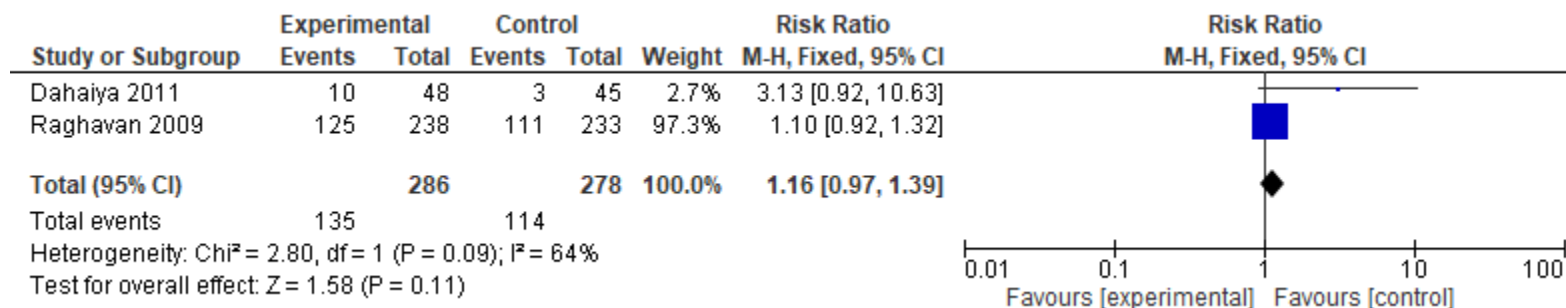 Experimental Control Risk Ratio Risk Ratio
Study or Subgroup Events Total Events Total Weight M-H, Fixed, 95% CI M-H, Fixed, 95% CI
Dahaiya 2011 10 48 3 45 2.7% 3.13 [0.92, 10.63]
Raghavan 2009 125 238 111 233 97.3% 1.10 [0.92, 1.32]
Total (95% CI) 286 278 100.0% 1.16 [0.97, 1.39]
Total events 135 114
Heterogeneity: Chi² = 2.80, df = 1 (P = 0.09); I² = 64%
Test for overall effect: Z = 1.58 (P = 0.11)
0.01 0.1 1 10 100
Favours [experimental] Favours [control]